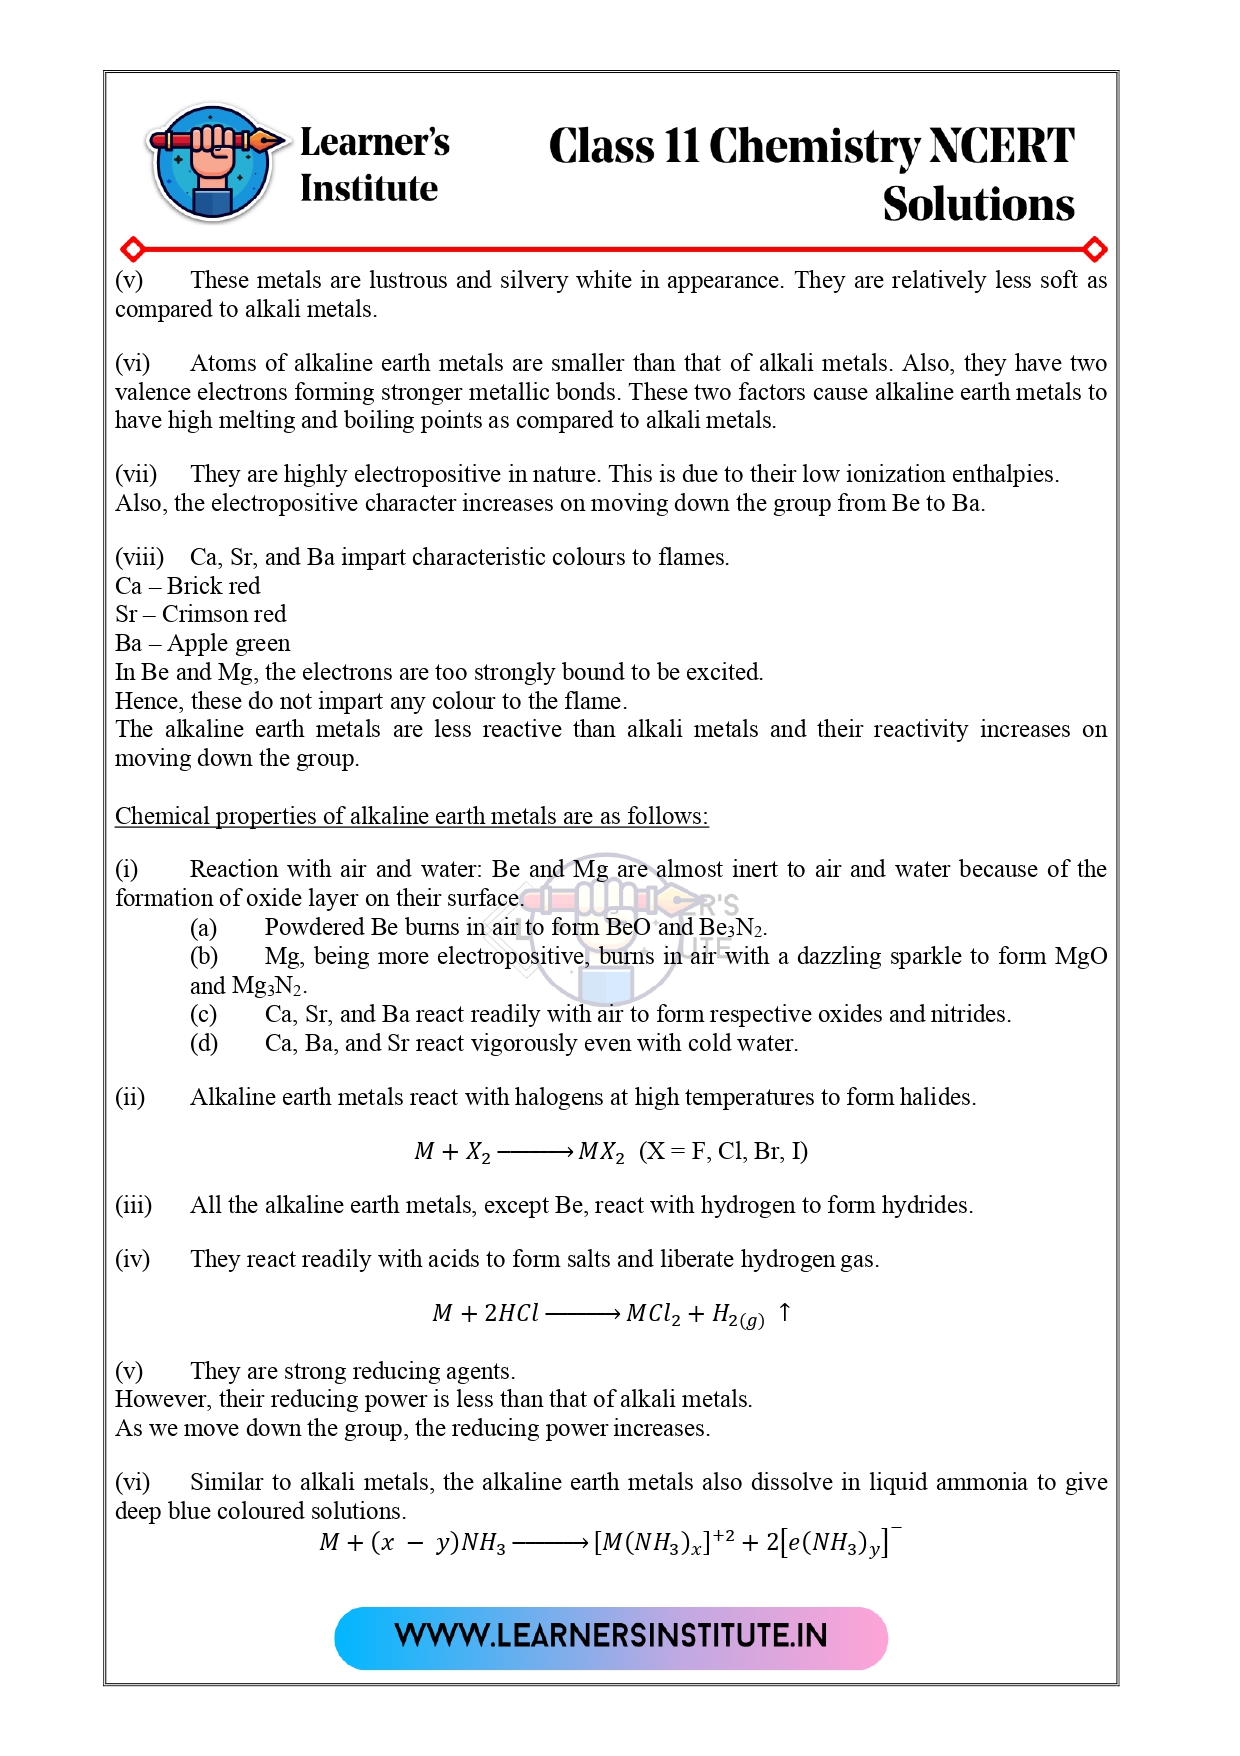 Learner's
Institute
Class 11 Chemistry NCERT
Solutions
(v) These metals are lustrous and silvery white in appearance. They are relatively less soft as
compared to alkali metals.
(vi) Atoms of alkaline earth metals are smaller than that of alkali metals. Also, they have two
valence electrons forming stronger metallic bonds. These two factors cause alkaline earth metals to
have high melting and boiling points as compared to alkali metals.
(vii) They are highly electropositive in nature. This is due to their low ionization enthalpies.
Also, the electropositive character increases on moving down the group from Be to Ba.
(viii) Ca, Sr, and Ba impart characteristic colours to flames.
Ca – Brick red
Sr – Crimson red
Ba – Apple green
In Be and Mg, the electrons are too strongly bound to be excited.
Hence, these do not impart any colour to the flame.
The alkaline earth metals are less reactive than alkali metals and their reactivity increases on
moving down the group.
Chemical properties of alkaline earth metals are as follows:
(i) Reaction with air and water: Be and Mg are almost inert to air and water because of the
formation of oxide layer on their surface.
(a) Powdered Be burns in air to form BeO and Be₃N₂.
(b) Mg, being more electropositive, burns in air with a dazzling sparkle to form MgO
and Mg₃N₂.
(c) Ca, Sr, and Ba react readily with air to form respective oxides and nitrides.
(d) Ca, Ba, and Sr react vigorously even with cold water.
(ii) Alkaline earth metals react with halogens at high temperatures to form halides.
M + X₂ ⟶ MX₂ (X = F, Cl, Br, I)
(iii) All the alkaline earth metals, except Be, react with hydrogen to form hydrides.
(iv) They react readily with acids to form salts and liberate hydrogen gas.
M + 2HCl ⟶ MCl₂ + H₂(g) ↑
(v) They are strong reducing agents.
However, their reducing power is less than that of alkali metals.
As we move down the group, the reducing power increases.
(vi) Similar to alkali metals, the alkaline earth metals also dissolve in liquid ammonia to give
deep blue coloured solutions.
M + (x − y)NH₃ ⟶ [M(NH₃)ₓ]⁺² + 2[e(NH₃)y]⁻
WWW.LEARNERSINSTITUTE.IN